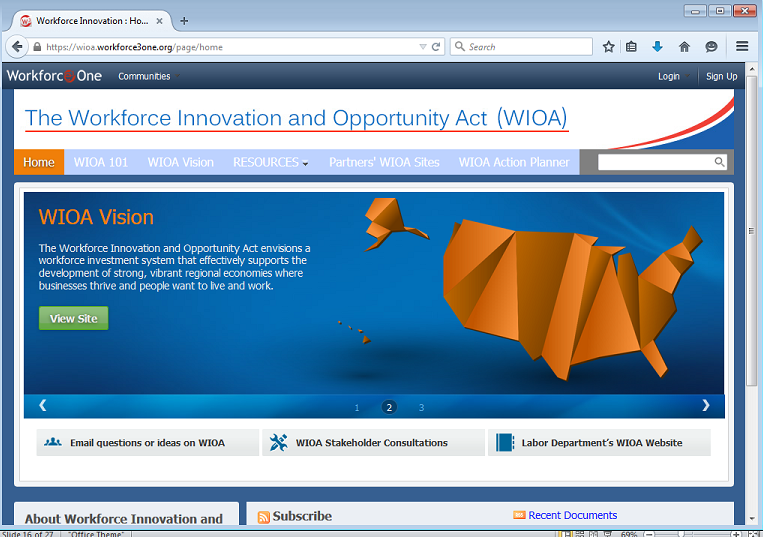 Workforce Innovation : Ho...
https://wioa.workforce3one.org/page/home
Search
Workforc3One Communities Login Sign Up
The Workforce Innovation and Opportunity Act (WIOA)
Home WIOA 101 WIOA Vision RESOURCES Partners' WIOA Sites WIOA Action Planner
WIOA Vision
The Workforce Innovation and Opportunity Act envisions a
workforce investment system that effectively supports the
development of strong, vibrant regional economies where
businesses thrive and people want to live and work.
View Site
1 2 3
Email questions or ideas on WIOA
WIOA Stakeholder Consultations
Labor Department's WIOA Website
About Workforce Innovation and
Subscribe
Recent Documents
Slide 16 of 27 "Office Theme" 69%